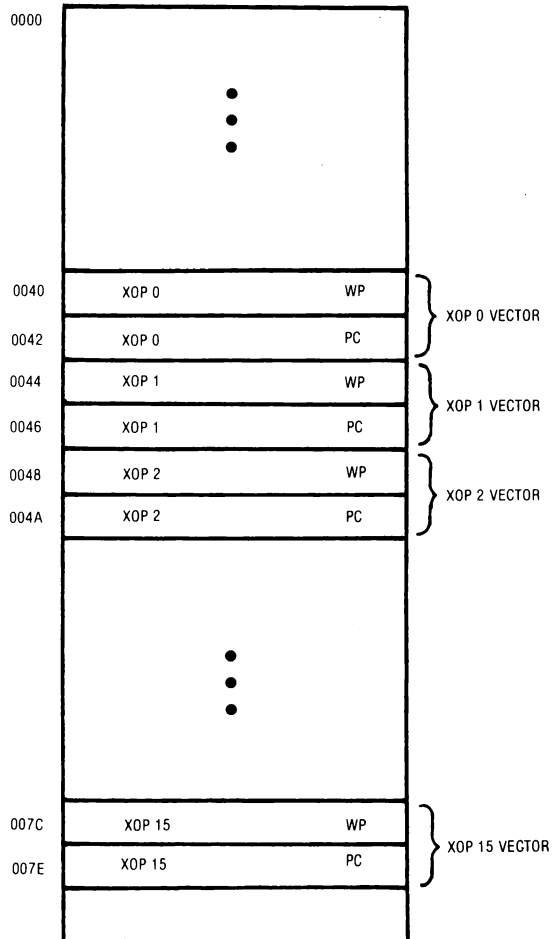 0000
0040 XOP 0 WP
XOP 0 VECTOR
0042 XOP 0 PC
0044 XOP 1 WP
XOP 1 VECTOR
0046 XOP 1 PC
0048 XOP 2 WP
XOP 2 VECTOR
004A XOP 2 PC
007C XOP 15 WP
XOP 15 VECTOR
007E XOP 15 PC